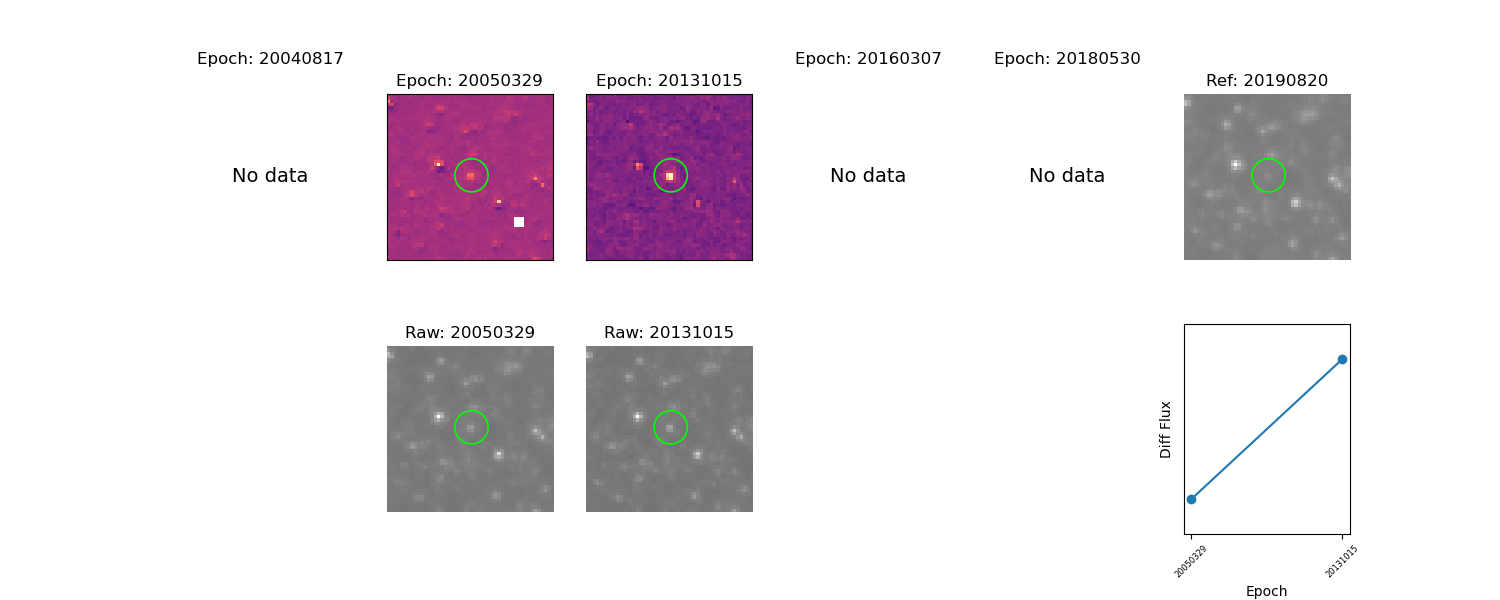 Epoch: 20040817
Epoch: 20050329
Epoch: 20131015
Epoch: 20160307
Epoch: 20180530
Ref: 20190820
No data
No data
No data
Raw: 20050329
Raw: 20131015
Diff Flux
20050329
20131015
Epoch